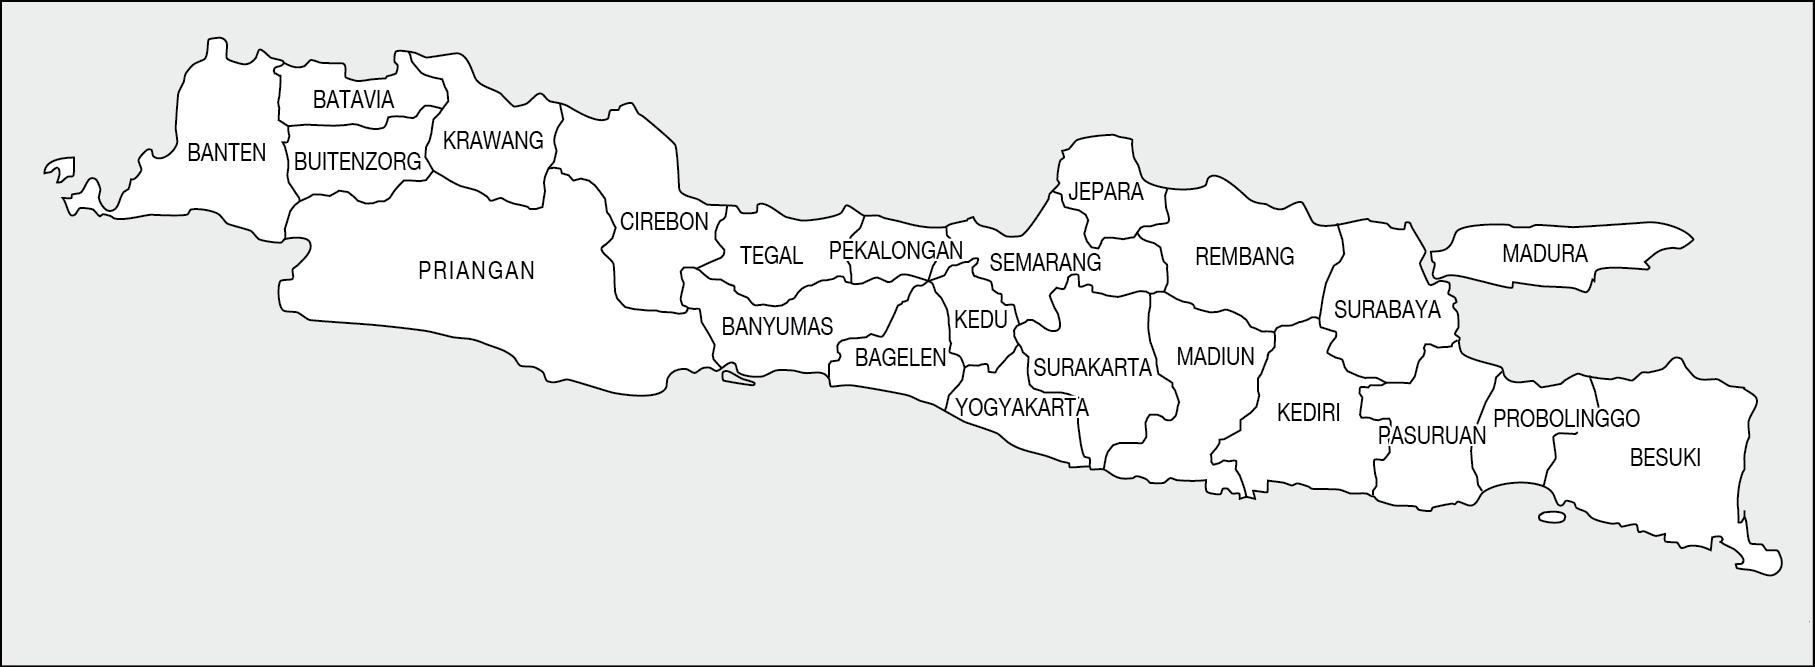 BATAVIA
BANTEN
BUITENZORG
KRAWANG
PRIANGAN
CIREBON
TEGAL
PEKALONGAN
SEMARANG
JEPARA
REMBANG
MADURA
BANYUMAS
BAGELEN
KEDU
YOGYAKARTA
SURAKARTA
MADIUN
SURABAYA
KEDIRI
PASURUAN
PROBOLINGGO
BESUKI